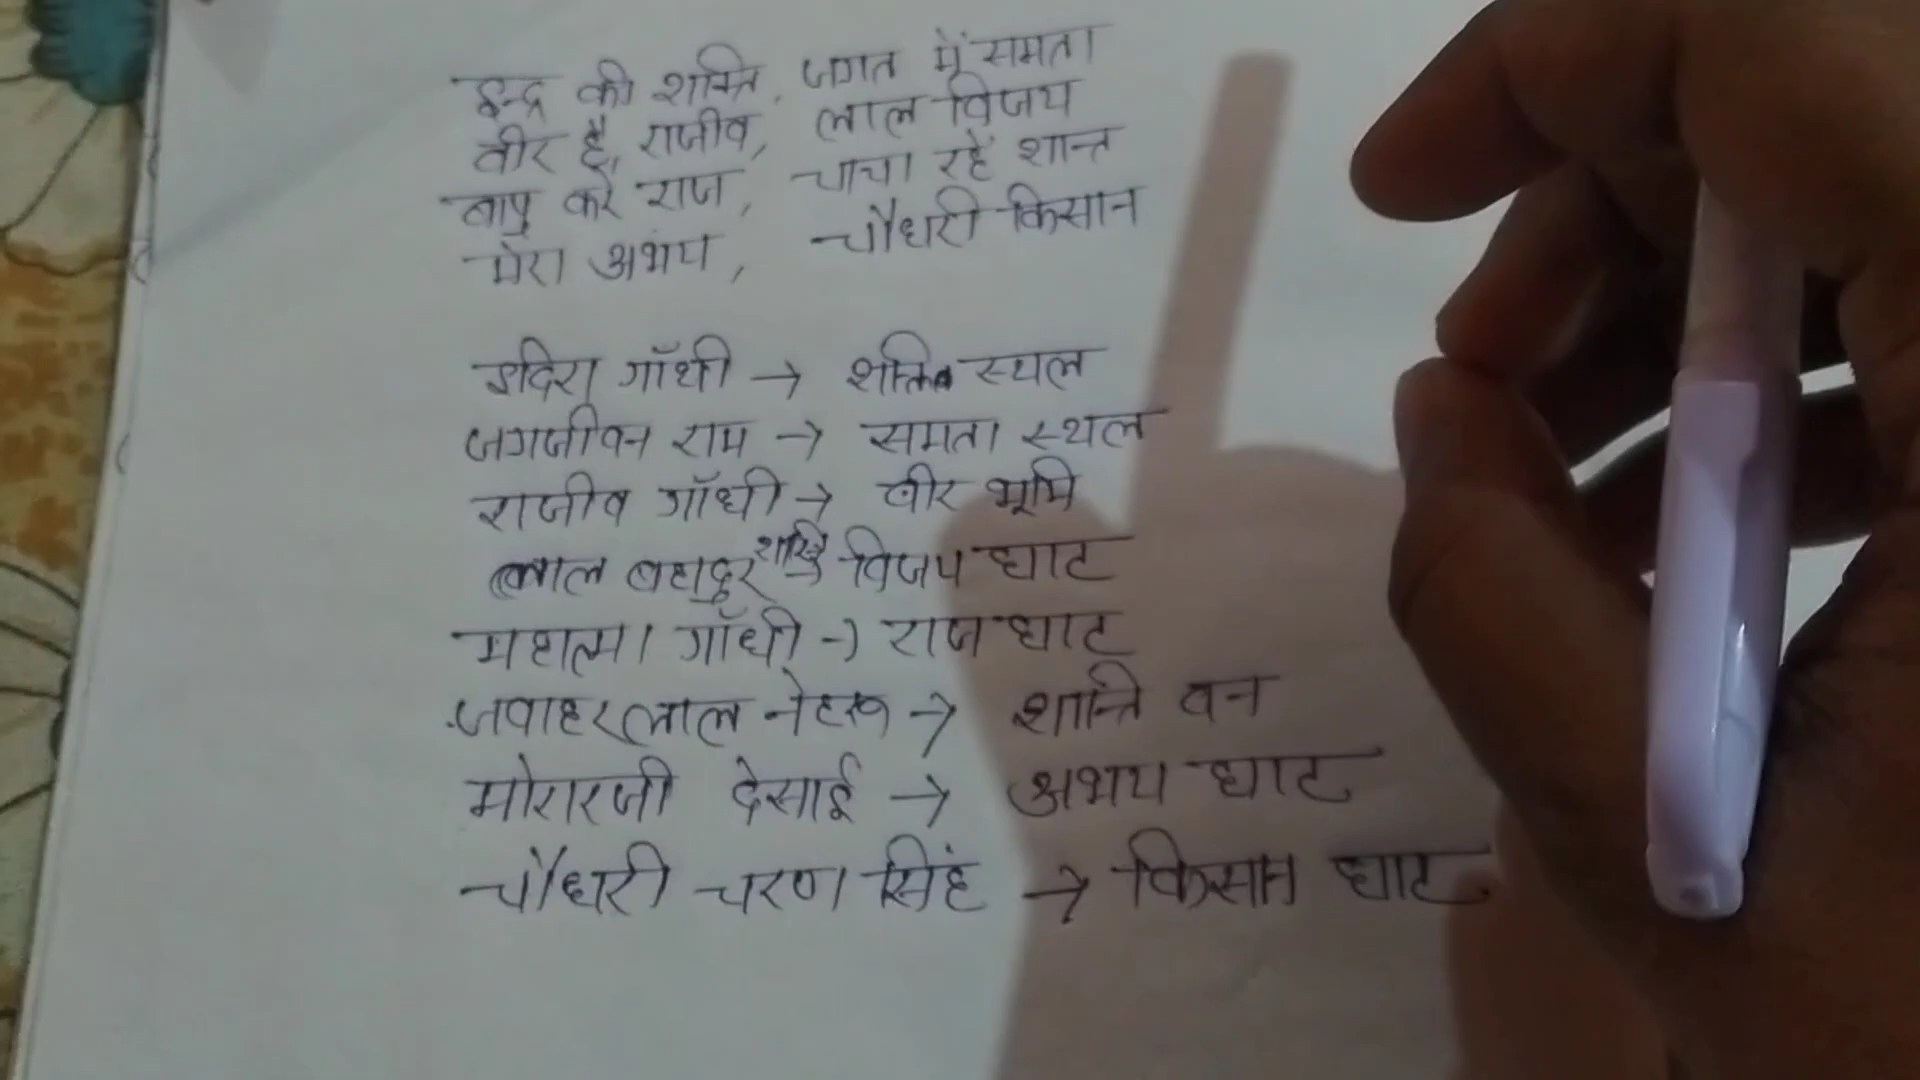 इन्द्र की शक्ति, जगत में समता
वीर है, राजीव, लाल विजय
बापु करे राज, चाचा रहें शान्त
मेरा अभय, चौधरी किसान
इंदिरा गाँधी → शक्ति स्थल
जगजीवन राम → समता स्थल
राजीव गाँधी → वीर भूमि
लाल बहादुर शास्त्री → विजय घाट
महात्मा गाँधी → राज घाट
जवाहरलाल नेहरू → शान्ति वन
मोरारजी देसाई → अभय घाट
चौधरी चरण सिंह → किसान घाट